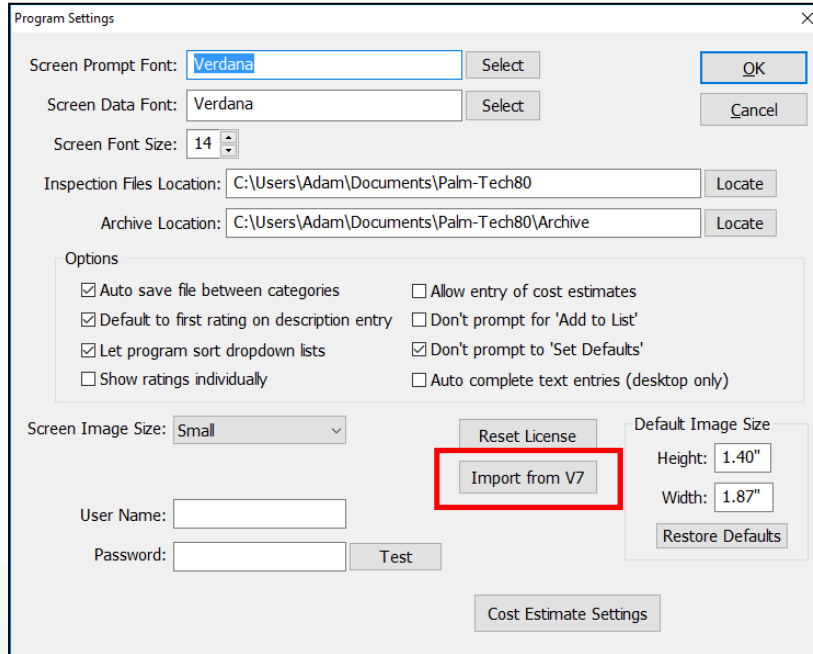 Program Settings
Screen Prompt Font: Verdana Select OK
Screen Data Font: Verdana Select Cancel
Screen Font Size: 14
Inspection Files Location: C:\Users\Adam\Documents\Palm-Tech80 Locate
Archive Location: C:\Users\Adam\Documents\Palm-Tech80\Archive Locate
Options
Auto save file between categories Allow entry of cost estimates
Default to first rating on description entry Don't prompt for 'Add to List'
Let program sort dropdown lists Don't prompt to 'Set Defaults'
Show ratings individually Auto complete text entries (desktop only)
Screen Image Size: Small Reset License Default Image Size
Import from V7 Height: 1.40"
Width: 1.87"
User Name:
Restore Defaults
Password: Test
Cost Estimate Settings